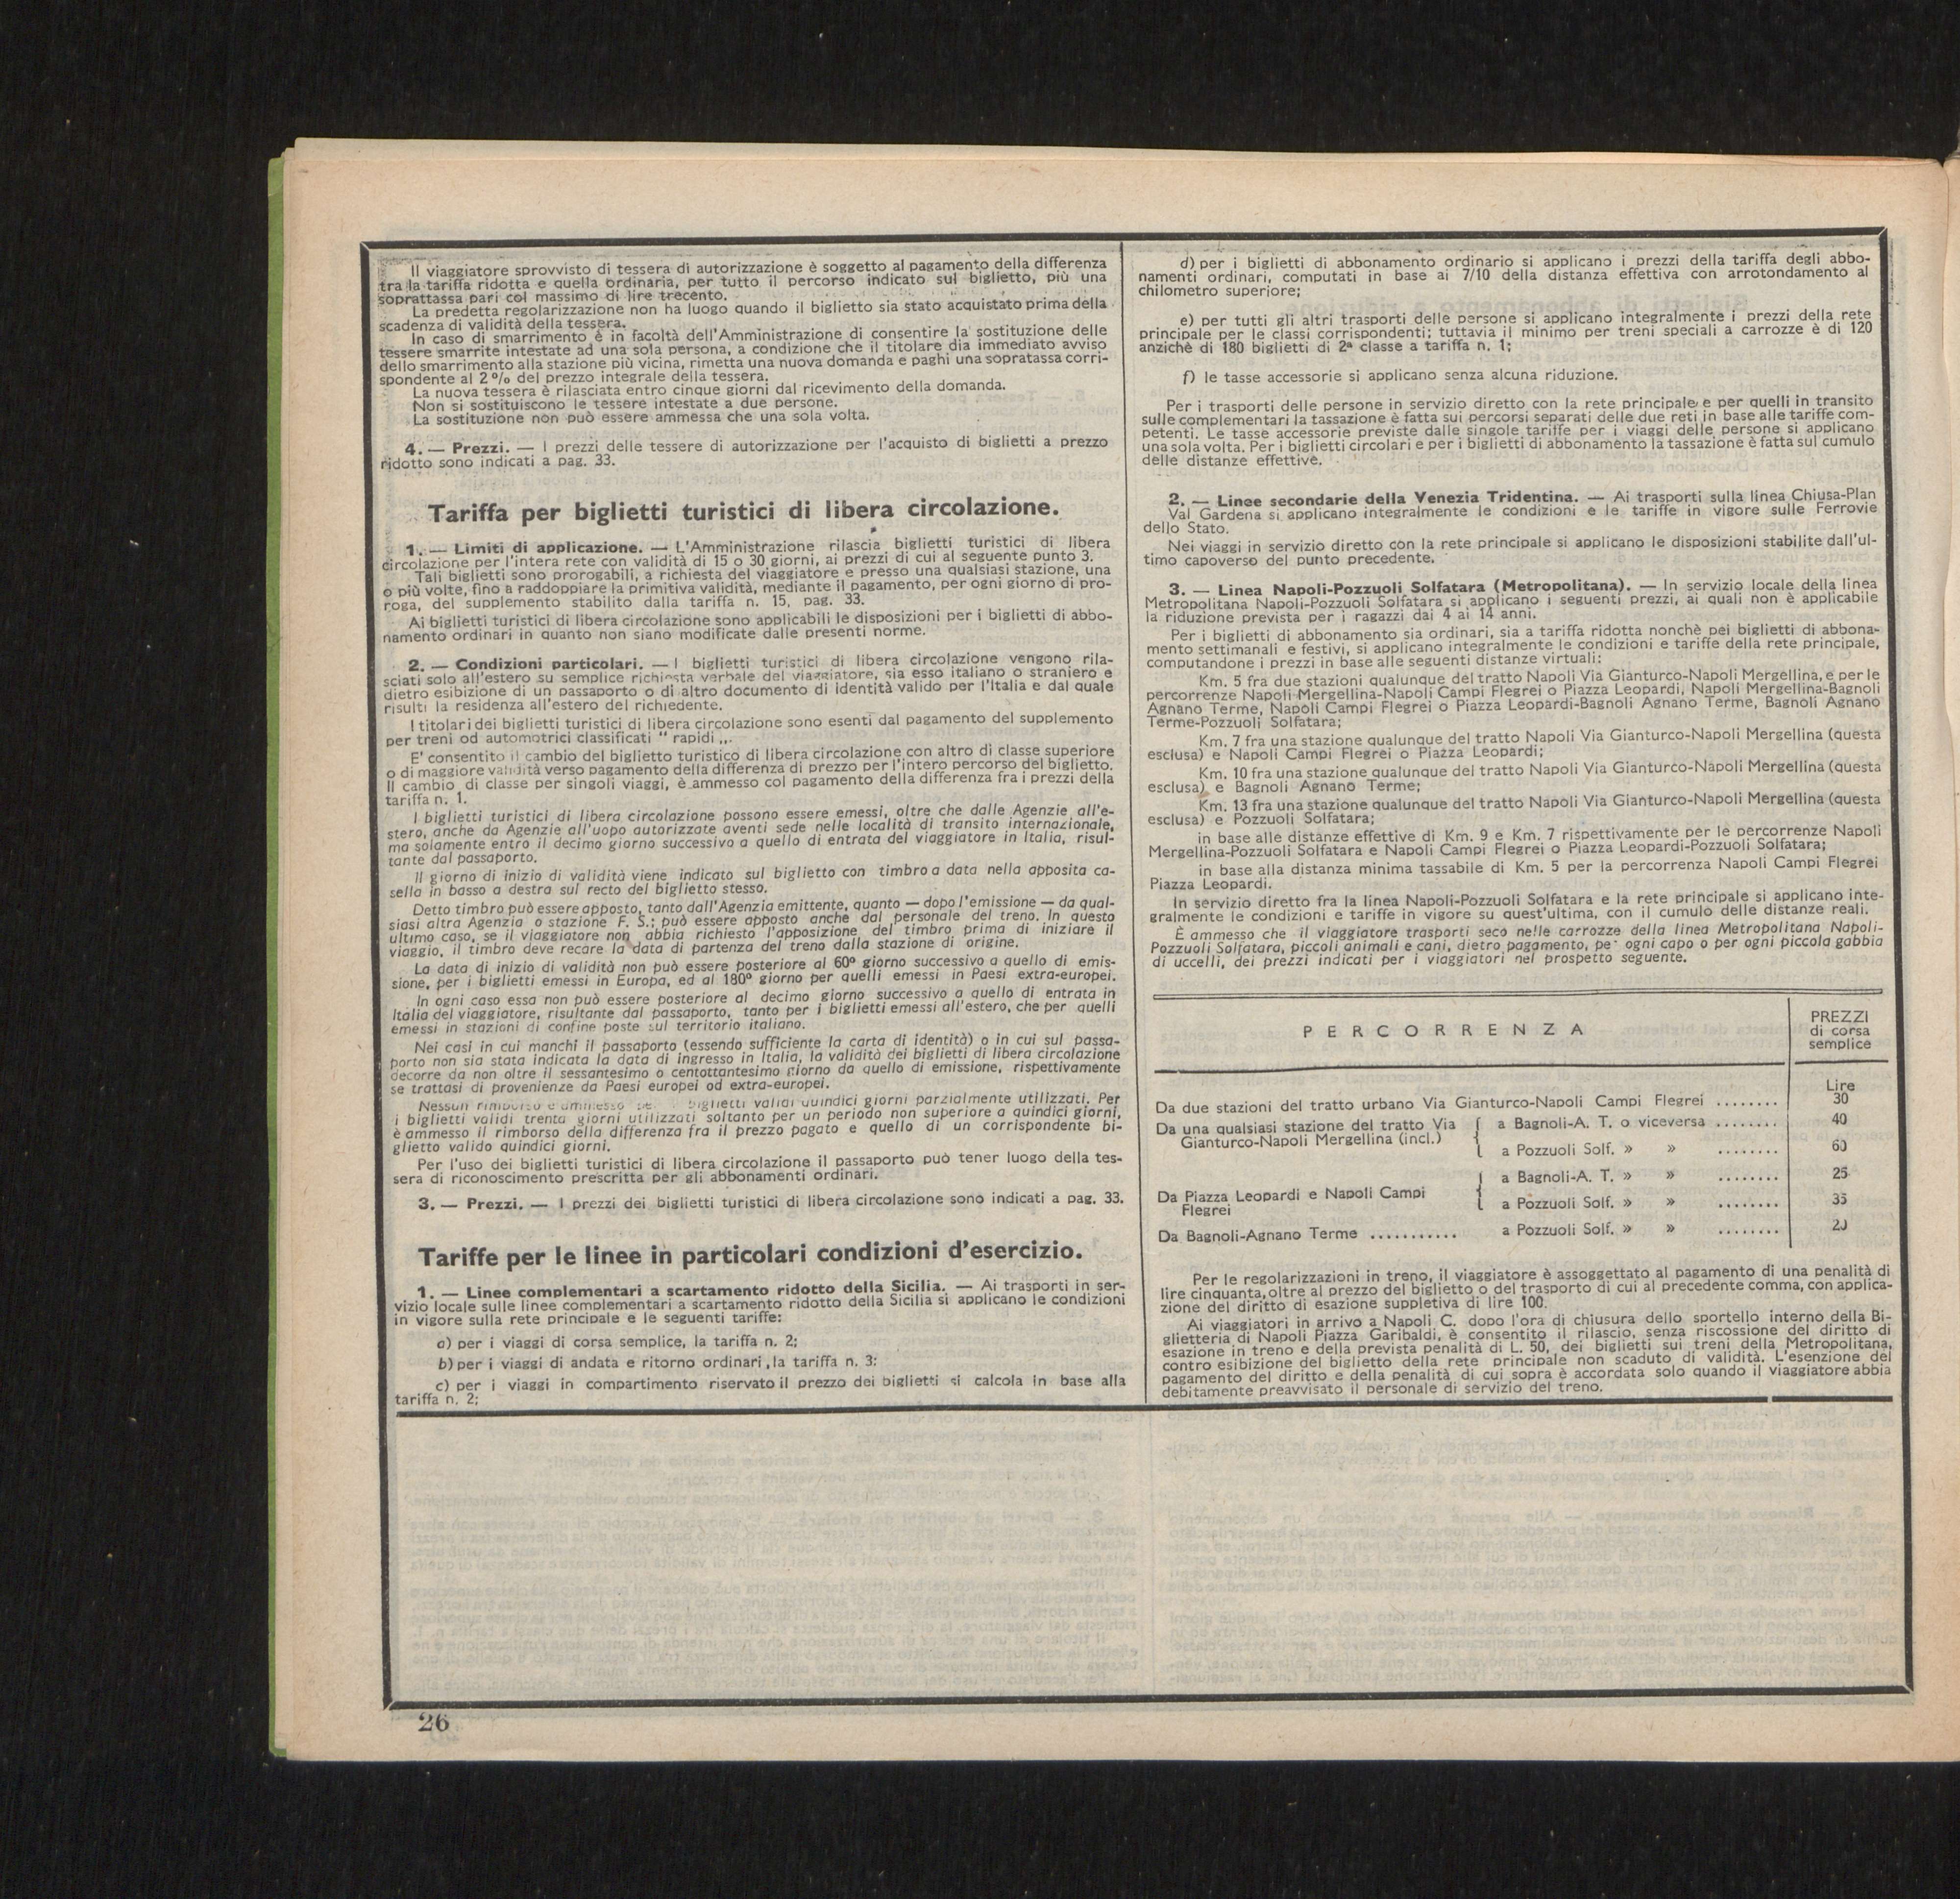 Il viaggiatore sprovvisto di tessera di autorizzazione è soggetto al pagamento della differenza
tra la tariffa ridotta e quella ordinaria, per tutto il percorso indicato sul biglietto, più una
soprattassa pari col massimo di lire trecento.
La predetta regolarizzazione non ha luogo quando il biglietto sia stato acquistato prima della
scadenza di validità della tessera.
In caso di smarrimento è in facoltà dell'Amministrazione di consentire la sostituzione delle
tessere smarrite intestate ad una sola persona, a condizione che il titolare dia immediato avviso
dello smarrimento alla stazione più vicina, rimetta una nuova domanda e paghi una sopratassa corri-
spondente al 2% del prezzo integrale della tessera.
La nuova tessera è rilasciata entro cinque giorni dal ricevimento della domanda.
Non si sostituiscono le tessere intestate a due persone.
La sostituzione non può essere ammessa che una sola volta.
4. — Prezzi. — I prezzi delle tessere di autorizzazione per l'acquisto di biglietti a prezzo
ridotto sono indicati a pag. 33.
Tariffa per biglietti turistici di libera circolazione.
1. — Limiti di applicazione. — L'Amministrazione rilascia biglietti turistici di libera
circolazione per l'intera rete con validità di 15 o 30 giorni, ai prezzi di cui al seguente punto 3.
Tali biglietti sono prorogabili, a richiesta del viaggiatore e presso una qualsiasi stazione, una
o più volte, fino a raddoppiare la primitiva validità, mediante il pagamento, per ogni giorno di pro-
roga, del supplemento stabilito dalla tariffa n. 15, pag. 33.
Ai biglietti turistici di libera circolazione sono applicabili le disposizioni per i biglietti di abbo-
namento ordinari in quanto non siano modificate dalle presenti norme.
2. — Condizioni particolari. — I biglietti turistici di libera circolazione vengono rila-
sciati solo all'estero su semplice richiesta verbale del viaggiatore, sia esso italiano o straniero e
dietro esibizione di un passaporto o di altro documento di identità valido per l'Italia e dal quale
risulti la residenza all'estero del richiedente.
I titolari dei biglietti turistici di libera circolazione sono esenti dal pagamento del supplemento
per treni od automotrici classificati " rapidi „.
E' consentito il cambio del biglietto turistico di libera circolazione con altro di classe superiore
o di maggiore validità verso pagamento della differenza di prezzo per l'intero percorso del biglietto.
Il cambio di classe per singoli viaggi, è ammesso col pagamento della differenza fra i prezzi della
tariffa n. 1.
I biglietti turistici di libera circolazione possono essere emessi, oltre che dalle Agenzie all'e-
stero, anche da Agenzie all'uopo autorizzate aventi sede nelle località di transito internazionale,
ma solamente entro il decimo giorno successivo a quello di entrata del viaggiatore in Italia, risul-
tante dal passaporto.
Il giorno di inizio di validità viene indicato sul biglietto con timbro a data nella apposita ca-
sella in basso a destra sul recto del biglietto stesso.
Detto timbro può essere apposto, tanto dall'Agenzia emittente, quanto — dopo l'emissione — da qual-
siasi altra Agenzia o stazione F. S.; può essere apposto anche dal personale del treno. In questo
ultimo caso, se il viaggiatore non abbia richiesto l'apposizione del timbro prima di iniziare il
viaggio, il timbro deve recare la data di partenza del treno dalla stazione di origine.
La data di inizio di validità non può essere posteriore al 60º giorno successivo a quello di emis-
sione, per i biglietti emessi in Europa, ed al 180º giorno per quelli emessi in Paesi extra-europei.
In ogni caso essa non può essere posteriore al decimo giorno successivo a quello di entrata in
Italia del viaggiatore, risultante dal passaporto, tanto per i biglietti emessi all'estero, che per quelli
emessi in stazioni di confine poste sul territorio italiano.
Nei casi in cui manchi il passaporto (essendo sufficiente la carta di identità) o in cui sul passa-
porto non sia stata indicata la data di ingresso in Italia, la validità dei biglietti di libera circolazione
decorre da non oltre il sessantesimo o centottantesimo giorno da quello di emissione, rispettivamente
se trattasi di provenienze da Paesi europei od extra-europei.
Nessun rimborso è ammesso biglietti validi quindici giorni parzialmente utilizzati. Per
i biglietti validi trenta giorni utilizzati soltanto per un periodo non superiore a quindici giorni,
è ammesso il rimborso della differenza fra il prezzo pagato e quello di un corrispondente bi-
glietto valido quindici giorni.
Per l'uso dei biglietti turistici di libera circolazione il passaporto può tener luogo della tes-
sera di riconoscimento prescritta per gli abbonamenti ordinari.
3. — Prezzi. — I prezzi dei biglietti turistici di libera circolazione sono indicati a pag. 33.
Tariffe per le linee in particolari condizioni d'esercizio.
1. — Linee complementari a scartamento ridotto della Sicilia. — Ai trasporti in ser-
vizio locale sulle linee complementari a scartamento ridotto della Sicilia si applicano le condizioni
in vigore sulla rete principale e le seguenti tariffe:
a) per i viaggi di corsa semplice, la tariffa n. 2;
b) per i viaggi di andata e ritorno ordinari, la tariffa n. 3:
c) per i viaggi in compartimento riservato il prezzo dei biglietti si calcola in base alla
tariffa n. 2;
d) per i biglietti di abbonamento ordinario si applicano i prezzi della tariffa degli abbo-
namenti ordinari, computati in base ai 7/10 della distanza effettiva con arrotondamento al
chilometro superiore;
e) per tutti gli altri trasporti delle persone si applicano integralmente i prezzi della rete
principale per le classi corrispondenti; tuttavia il minimo per treni speciali a carrozze è di 120
anzichè di 180 biglietti di 2ª classe a tariffa n. 1;
f) le tasse accessorie si applicano senza alcuna riduzione.
Per i trasporti delle persone in servizio diretto con la rete principale e per quelli in transito
sulle complementari la tassazione è fatta sui percorsi separati delle due reti in base alle tariffe com-
petenti. Le tasse accessorie previste dalle singole tariffe per i viaggi delle persone si applicano
una sola volta. Per i biglietti circolari e per i biglietti di abbonamento la tassazione è fatta sul cumulo
delle distanze effettive.
2. — Linee secondarie della Venezia Tridentina. — Ai trasporti sulla linea Chiusa-Plan
Val Gardena si applicano integralmente le condizioni e le tariffe in vigore sulle Ferrovie
dello Stato.
Nei viaggi in servizio diretto con la rete principale si applicano le disposizioni stabilite dall'ul-
timo capoverso del punto precedente.
3. — Linea Napoli-Pozzuoli Solfatara (Metropolitana). — In servizio locale della linea
Metropolitana Napoli-Pozzuoli Solfatara si applicano i seguenti prezzi, ai quali non è applicabile
la riduzione prevista per i ragazzi dai 4 ai 14 anni.
Per i biglietti di abbonamento sia ordinari, sia a tariffa ridotta nonchè pei biglietti di abbona-
mento settimanali e festivi, si applicano integralmente le condizioni e tariffe della rete principale,
computandone i prezzi in base alle seguenti distanze virtuali:
Km. 5 fra due stazioni qualunque del tratto Napoli Via Gianturco-Napoli Mergellina, e per le
percorrenze Napoli Mergellina-Napoli Campi Flegrei o Piazza Leopardi, Napoli Mergellina-Bagnoli
Agnano Terme, Napoli Campi Flegrei o Piazza Leopardi-Bagnoli Agnano Terme, Bagnoli Agnano
Terme-Pozzuoli Solfatara;
Km. 7 fra una stazione qualunque del tratto Napoli Via Gianturco-Napoli Mergellina (questa
esclusa) e Napoli Campi Flegrei o Piazza Leopardi;
Km. 10 fra una stazione qualunque del tratto Napoli Via Gianturco-Napoli Mergellina (questa
esclusa) e Bagnoli Agnano Terme;
Km. 13 fra una stazione qualunque del tratto Napoli Via Gianturco-Napoli Mergellina (questa
esclusa) e Pozzuoli Solfatara;
in base alle distanze effettive di Km. 9 e Km. 7 rispettivamente per le percorrenze Napoli
Mergellina-Pozzuoli Solfatara e Napoli Campi Flegrei o Piazza Leopardi-Pozzuoli Solfatara;
in base alla distanza minima tassabile di Km. 5 per la percorrenza Napoli Campi Flegrei
Piazza Leopardi.
In servizio diretto fra la linea Napoli-Pozzuoli Solfatara e la rete principale si applicano inte-
gralmente le condizioni e tariffe in vigore su quest'ultima, con il cumulo delle distanze reali.
È ammesso che il viaggiatore trasporti seco nelle carrozze della linea Metropolitana Napoli-
Pozzuoli Solfatara, piccoli animali e cani, dietro pagamento, per ogni capo o per ogni piccola gabbia
di uccelli, dei prezzi indicati per i viaggiatori nel prospetto seguente.
PERCORRENZA
PREZZI
di corsa
semplice
Lire
Da due stazioni del tratto urbano Via Gianturco-Napoli Campi Flegrei ........ 30
Da una qualsiasi stazione del tratto Via
Gianturco-Napoli Mergellina (incl.)
a Bagnoli-A. T. o viceversa ........ 40
a Pozzuoli Solf. » » ........ 60
Da Piazza Leopardi e Napoli Campi
Flegrei
a Bagnoli-A. T. » » ........ 25
a Pozzuoli Solf. » » ........ 35
Da Bagnoli-Agnano Terme ........... a Pozzuoli Solf. » » ........ 20
Per le regolarizzazioni in treno, il viaggiatore è assoggettato al pagamento di una penalità di
lire cinquanta, oltre al prezzo del biglietto o del trasporto di cui al precedente comma, con applica-
zione del diritto di esazione suppletiva di lire 100.
Ai viaggiatori in arrivo a Napoli C. dopo l'ora di chiusura dello sportello interno della Bi-
glietteria di Napoli Piazza Garibaldi, è consentito il rilascio, senza riscossione del diritto di
esazione in treno e della prevista penalità di L. 50, dei biglietti sui treni della Metropolitana,
contro esibizione del biglietto della rete principale non scaduto di validità. L'esenzione del
pagamento del diritto e della penalità di cui sopra è accordata solo quando il viaggiatore abbia
debitamente preavvisato il personale di servizio del treno.
26